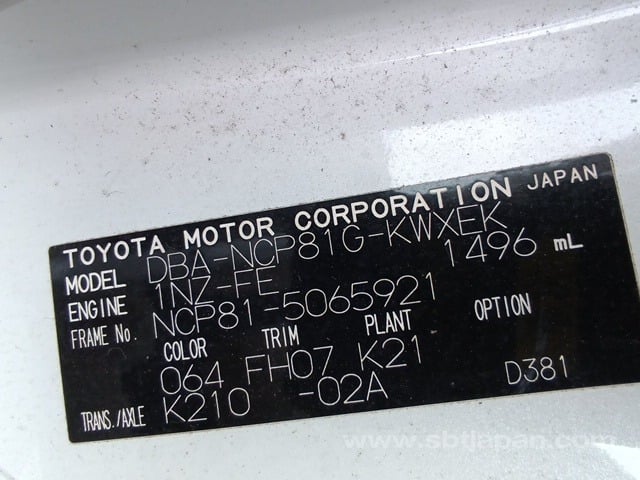 TOYOTA MOTOR CORPORATION JAPAN
MODEL DBA-NCP81G-KWXEK
ENGINE 1NZ-FE 1496 mL
FRAME No. NCP81-5065921
COLOR TRIM PLANT OPTION
064 FH07 K21
TRANS./AXLE K210 -02A D381
www.sbtjapan.com